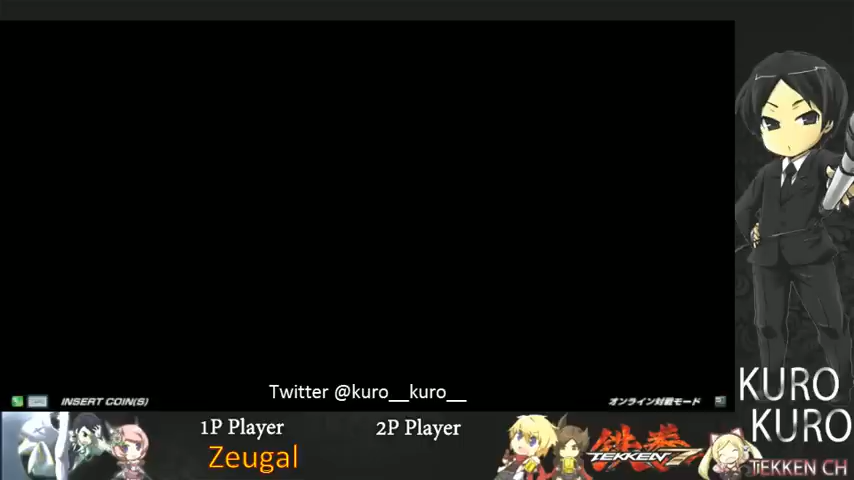 Twitter @kuro__kuro__
INSERT COIN(S)
オンライン対戦モード
1P Player
2P Player
Zeugal
鉄拳
TEKKEN 7
KURO
KURO
TEKKEN CH